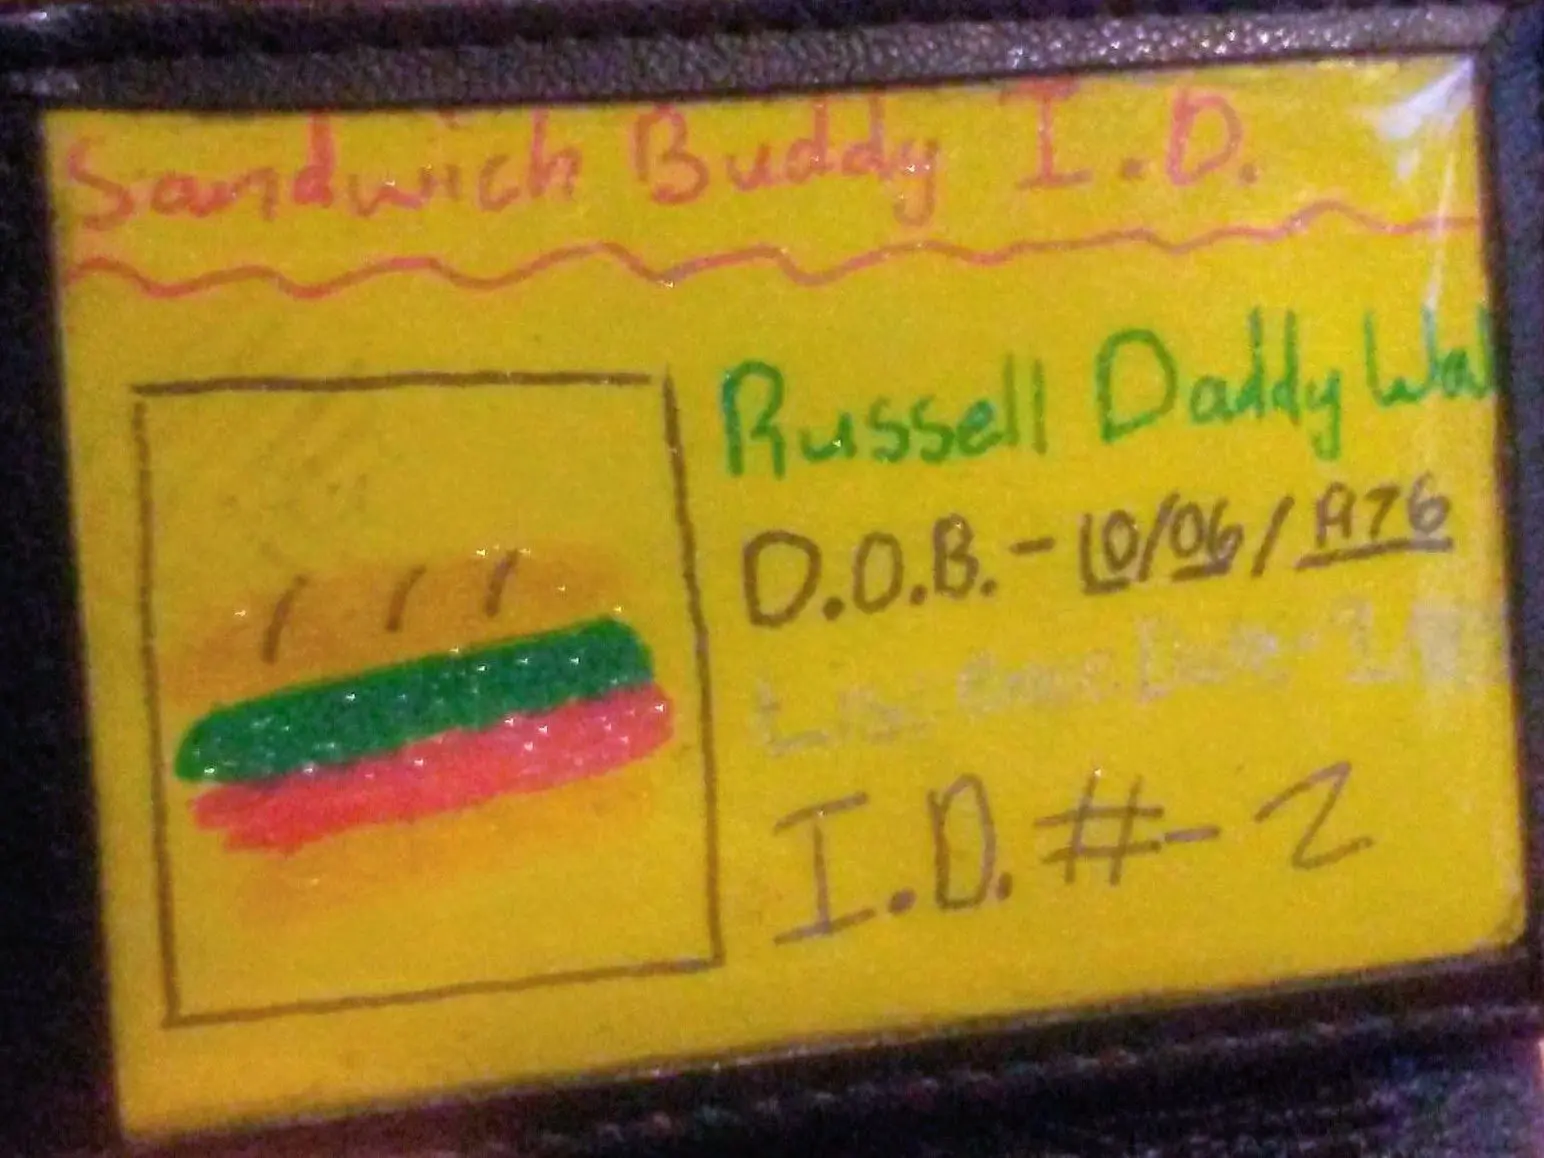 Sandwich Buddy I.D.
Russell Daddy Wal
D.O.B. - 10/06/1976
I.D. # - 2